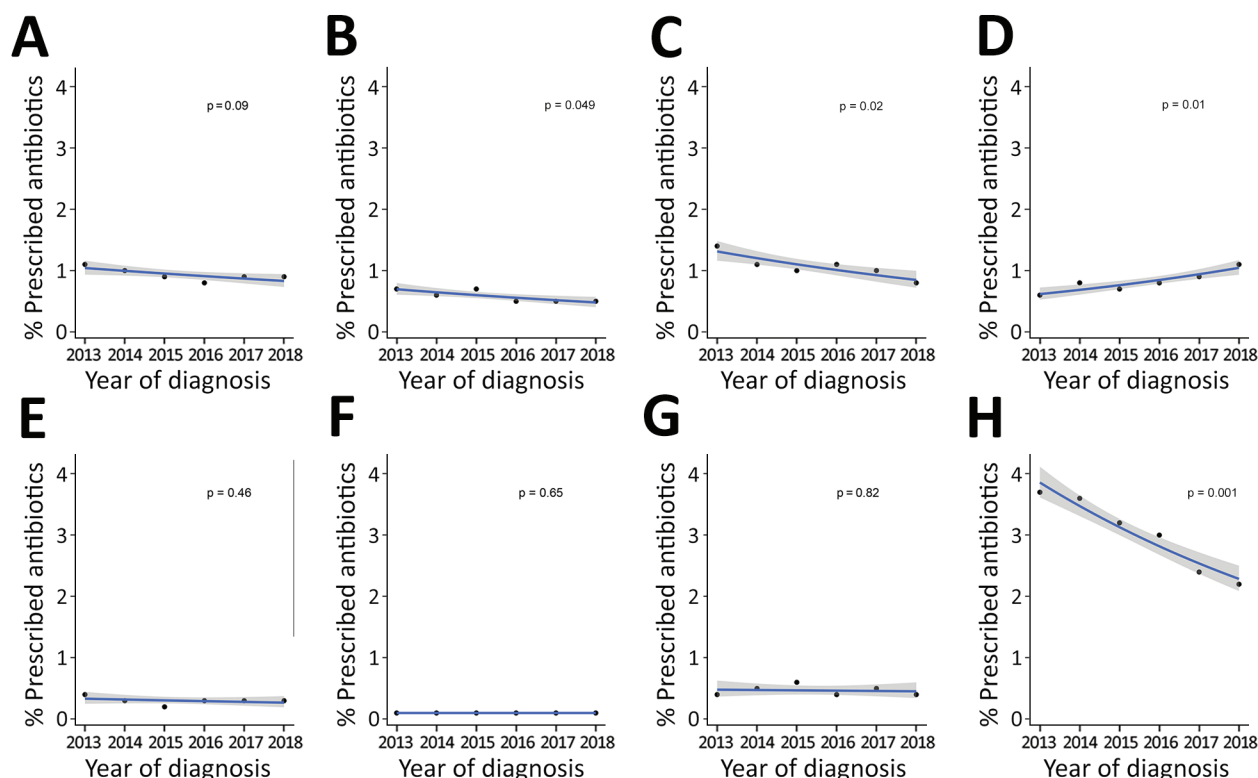 A
% Prescribed antibiotics
4
3
2
1
0
p = 0.09
2013 2014 2015 2016 2017 2018
Year of diagnosis
B
% Prescribed antibiotics
4
3
2
1
0
p = 0.049
2013 2014 2015 2016 2017 2018
Year of diagnosis
C
% Prescribed antibiotics
4
3
2
1
0
p = 0.02
2013 2014 2015 2016 2017 2018
Year of diagnosis
D
% Prescribed antibiotics
4
3
2
1
0
p = 0.01
2013 2014 2015 2016 2017 2018
Year of diagnosis
E
% Prescribed antibiotics
4
3
2
1
0
p = 0.46
2013 2014 2015 2016 2017 2018
Year of diagnosis
F
% Prescribed antibiotics
4
3
2
1
0
p = 0.65
2013 2014 2015 2016 2017 2018
Year of diagnosis
G
% Prescribed antibiotics
4
3
2
1
0
p = 0.82
2013 2014 2015 2016 2017 2018
Year of diagnosis
H
% Prescribed antibiotics
4
3
2
1
0
p = 0.001
2013 2014 2015 2016 2017 2018
Year of diagnosis